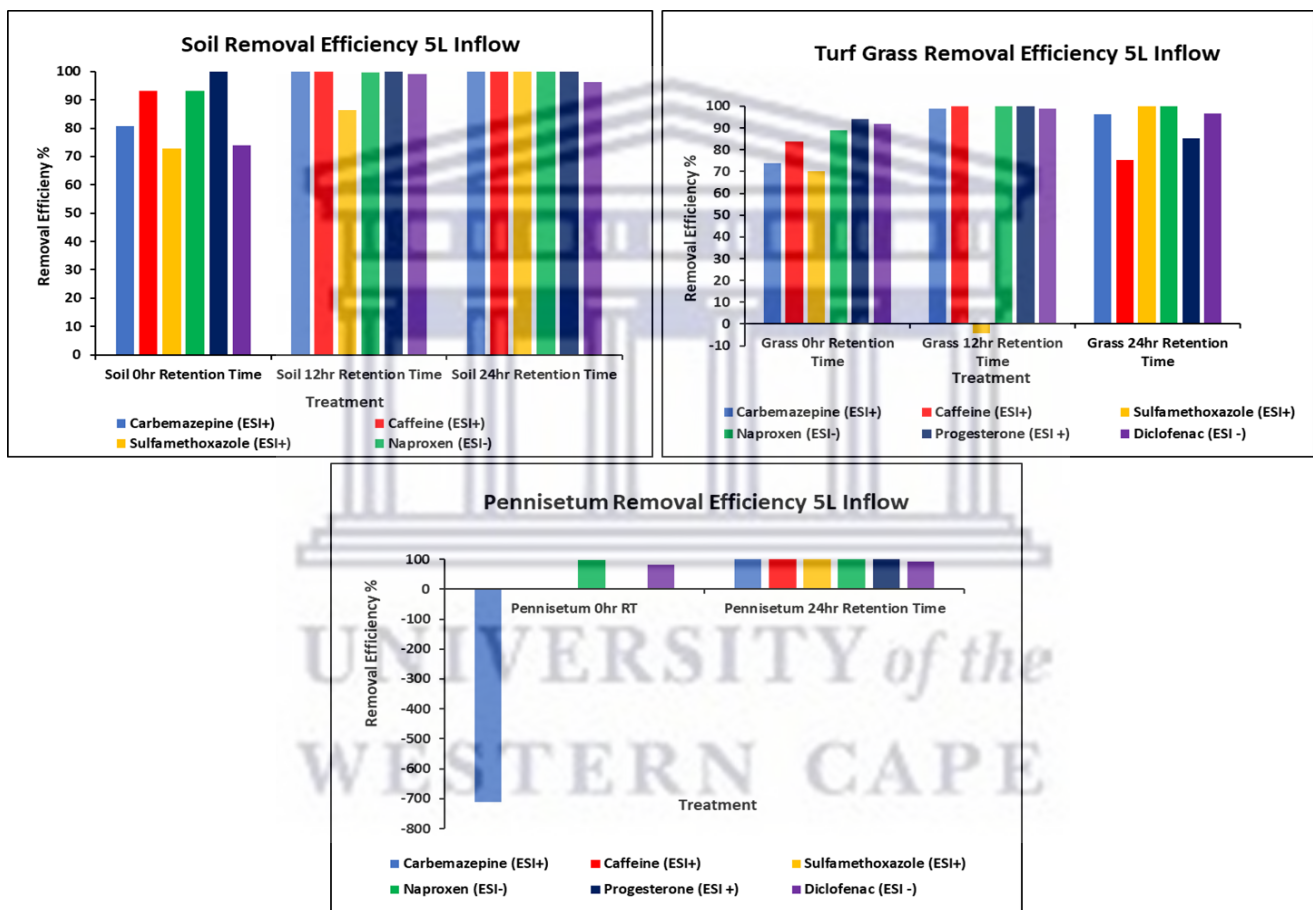 Soil Removal Efficiency 5L Inflow
Removal Efficieny %
100
90
80
70
60
50
40
30
20
10
0
Soil 0hr Retention Time
Soil 12hr Retention Time
Soil 24hr Retention Time
Treatment
Carbemazepine (ESI+)
Caffeine (ESI+)
Sulfamethoxazole (ESI+)
Naproxen (ESI-)
Turf Grass Removal Efficiency 5L Inflow
Removal Efficiency %
100
90
80
70
60
50
40
30
20
10
0
-10
Grass 0hr Retention
Time
Grass 12hr Retention
Time
Grass 24hr Retention
Time
Treatment
Carbemazepine (ESI+)
Caffeine (ESI+)
Sulfamethoxazole (ESI+)
Naproxen (ESI-)
Progesterone (ESI +)
Diclofenac (ESI -)
Pennisetum Removal Efficiency 5L Inflow
Removal Efficiency %
100
0
-100
-200
-300
-400
-500
-600
-700
-800
Pennisetum 0hr RT
Pennisetum 24hr Retention Time
Treatment
Carbemazepine (ESI+)
Caffeine (ESI+)
Sulfamethoxazole (ESI+)
Naproxen (ESI-)
Progesterone (ESI +)
Diclofenac (ESI -)
UNIVERSITY of the
WESTERN CAPE